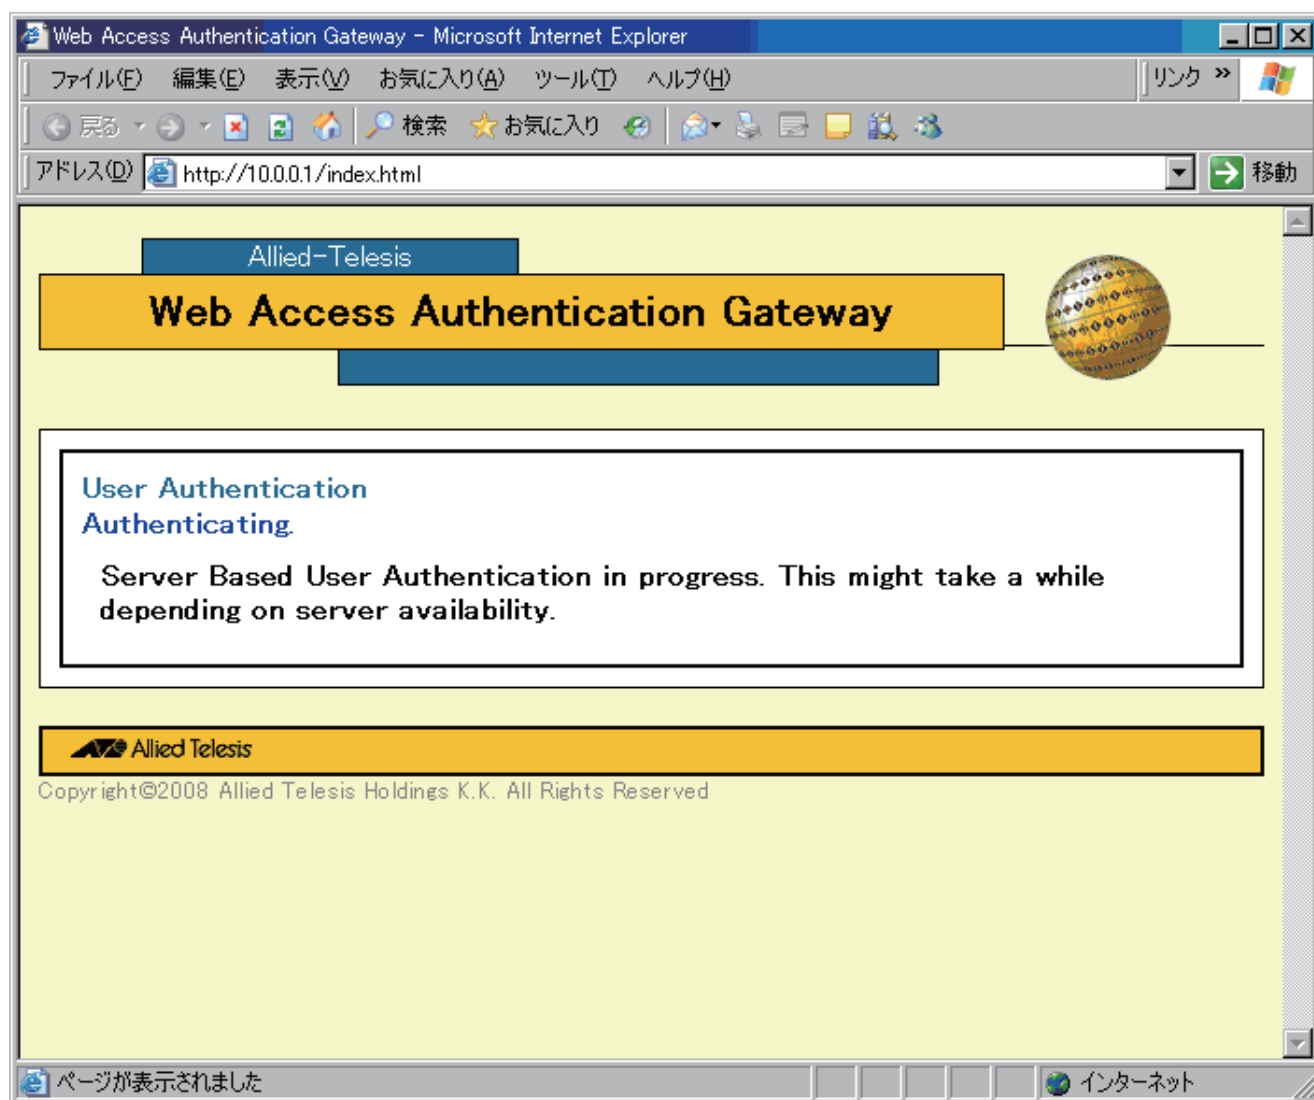 Web Access Authentication Gateway - Microsoft Internet Explorer
ファイル(F) 編集(E) 表示(V) お気に入り(A) ツール(T) ヘルプ(H) リンク »
戻る 検索 お気に入り
アドレス(D) http://10.0.0.1/index.html 移動
Allied-Telesis
Web Access Authentication Gateway
User Authentication
Authenticating.
Server Based User Authentication in progress. This might take a while
depending on server availability.
Allied Telesis
Copyright©2008 Allied Telesis Holdings K.K. All Rights Reserved
ページが表示されました インターネット